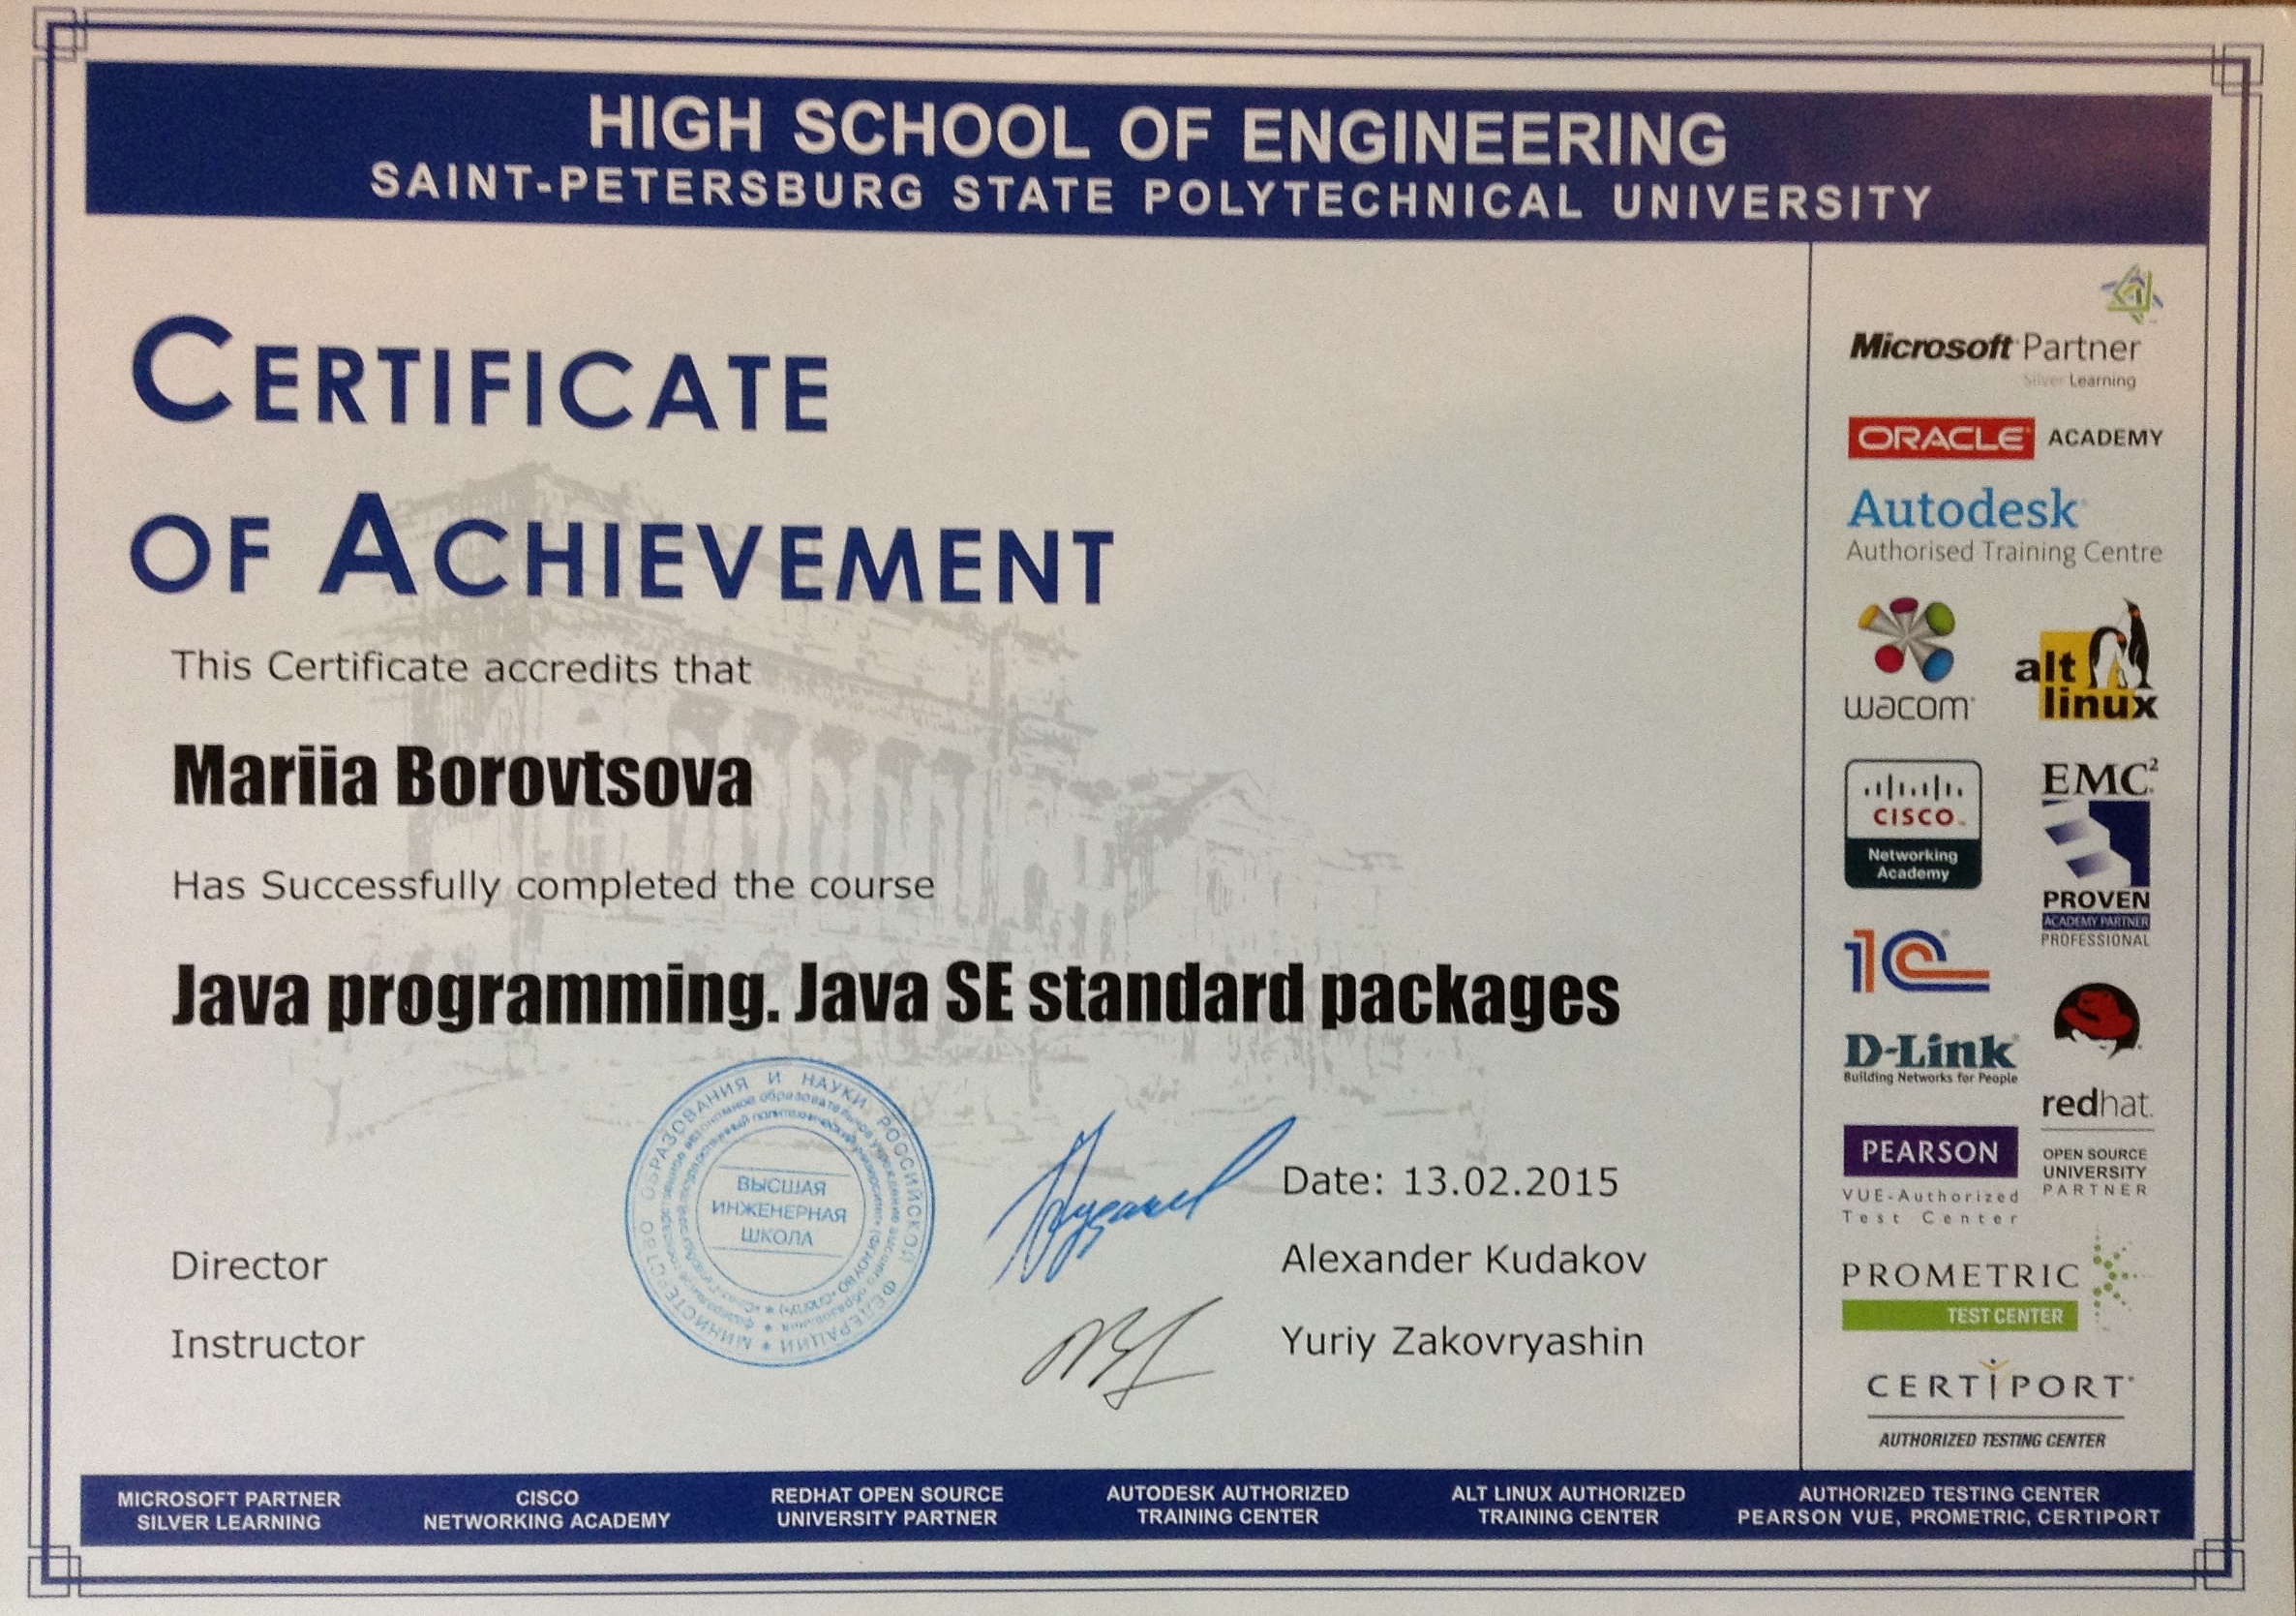 HIGH SCHOOL OF ENGINEERING
SAINT-PETERSBURG STATE POLYTECHNICAL UNIVERSITY
CERTIFICATE
OF ACHIEVEMENT
This Certificate accredits that
Mariia Borovtsova
Has Successfully completed the course
Java programming. Java SE standard packages
МИНИСТЕРСТВО ОБРАЗОВАНИЯ И НАУКИ РОССИЙСКОЙ ФЕДЕРАЦИИ
ВЫСШАЯ
ИНЖЕНЕРНАЯ
ШКОЛА
Date: 13.02.2015
Director
Alexander Kudakov
Instructor
Yuriy Zakovryashin
Microsoft Partner
Silver Learning
ORACLE ACADEMY
Autodesk
Authorised Training Centre
wacom
alt
linux
CISCO
Networking
Academy
EMC²
PROVEN
ACADEMY PARTNER
PROFESSIONAL
1C
D-Link
Building Networks for People
redhat
OPEN SOURCE
UNIVERSITY
PARTNER
PEARSON
VUE-Authorized
Test Center
PROMETRIC
TEST CENTER
CERTIPORT
AUTHORIZED TESTING CENTER
MICROSOFT PARTNER
SILVER LEARNING
CISCO
NETWORKING ACADEMY
REDHAT OPEN SOURCE
UNIVERSITY PARTNER
AUTODESK AUTHORIZED
TRAINING CENTER
ALT LINUX AUTHORIZED
TRAINING CENTER
AUTHORIZED TESTING CENTER
PEARSON VUE, PROMETRIC, CERTIPORT